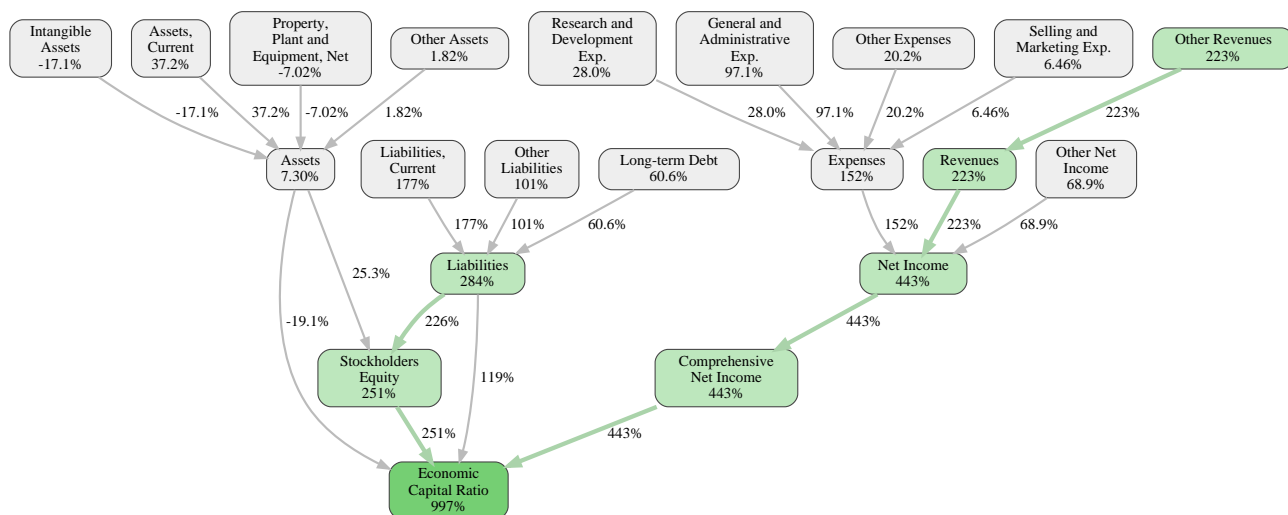 Intangible
Assets
-17.1%
Assets,
Current
37.2%
Property,
Plant and
Equipment, Net
-7.02%
Other Assets
1.82%
Research and
Development
Exp.
28.0%
General and
Administrative
Exp.
97.1%
Other Expenses
20.2%
Selling and
Marketing Exp.
6.46%
Other Revenues
223%
-17.1%
37.2%
-7.02%
1.82%
28.0%
97.1%
20.2%
6.46%
223%
Assets
7.30%
Liabilities,
Current
177%
Other
Liabilities
101%
Long-term Debt
60.6%
Expenses
152%
Revenues
223%
Other Net
Income
68.9%
177%
101%
60.6%
152%
223%
68.9%
25.3%
Liabilities
284%
Net Income
443%
-19.1%
226%
443%
Stockholders
Equity
251%
119%
Comprehensive
Net Income
443%
251%
443%
Economic
Capital Ratio
997%